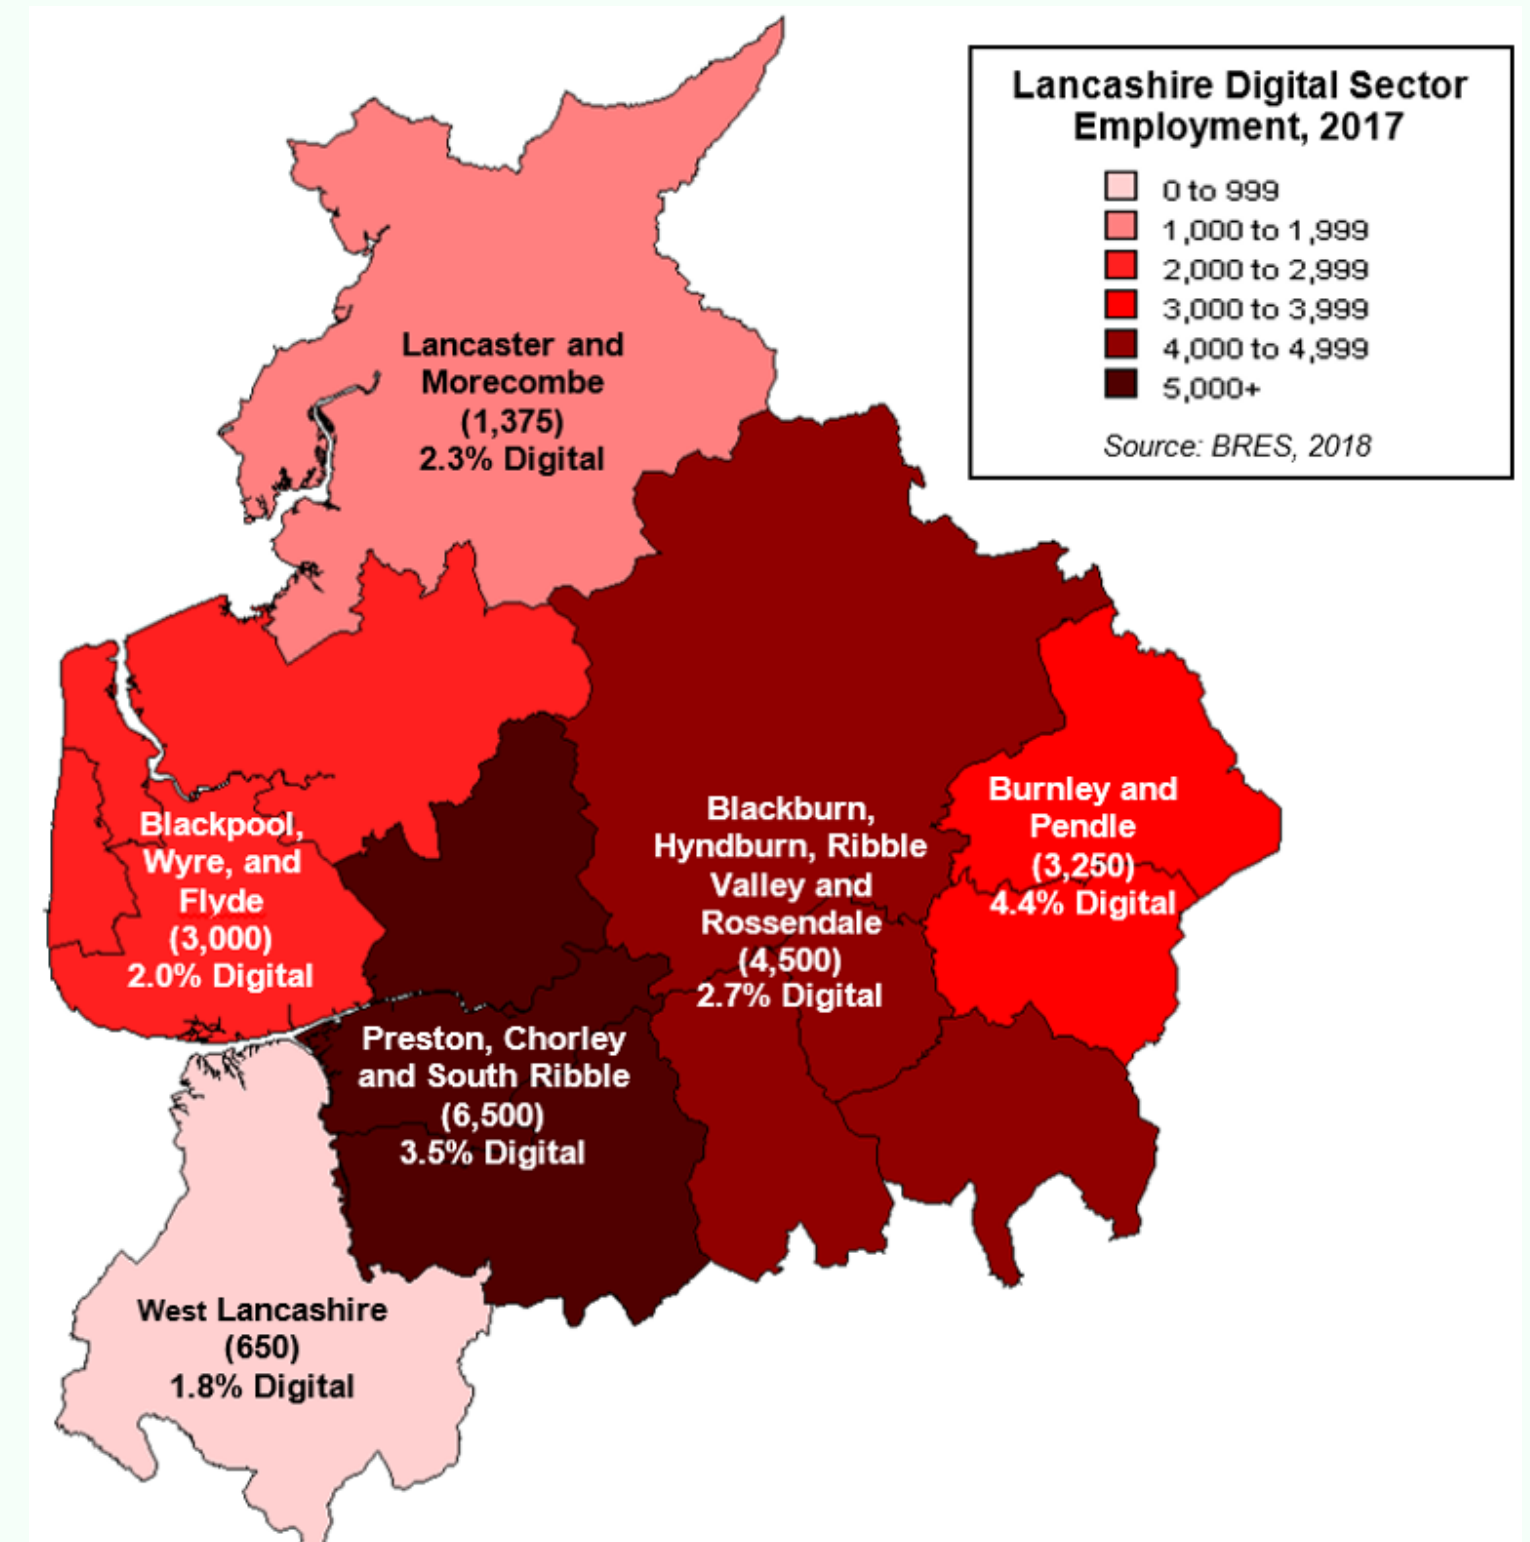 Lancashire Digital Sector
Employment, 2017
0 to 999
1,000 to 1,999
2,000 to 2,999
3,000 to 3,999
4,000 to 4,999
5,000+
Source: BRES, 2018
Lancaster and
Morecombe
(1,375)
2.3% Digital
Blackpool,
Wyre, and
Flyde
(3,000)
2.0% Digital
Blackburn,
Hyndburn, Ribble
Valley and
Rossendale
(4,500)
2.7% Digital
Burnley and
Pendle
(3,250)
4.4% Digital
Preston, Chorley
and South Ribble
(6,500)
3.5% Digital
West Lancashire
(650)
1.8% Digital